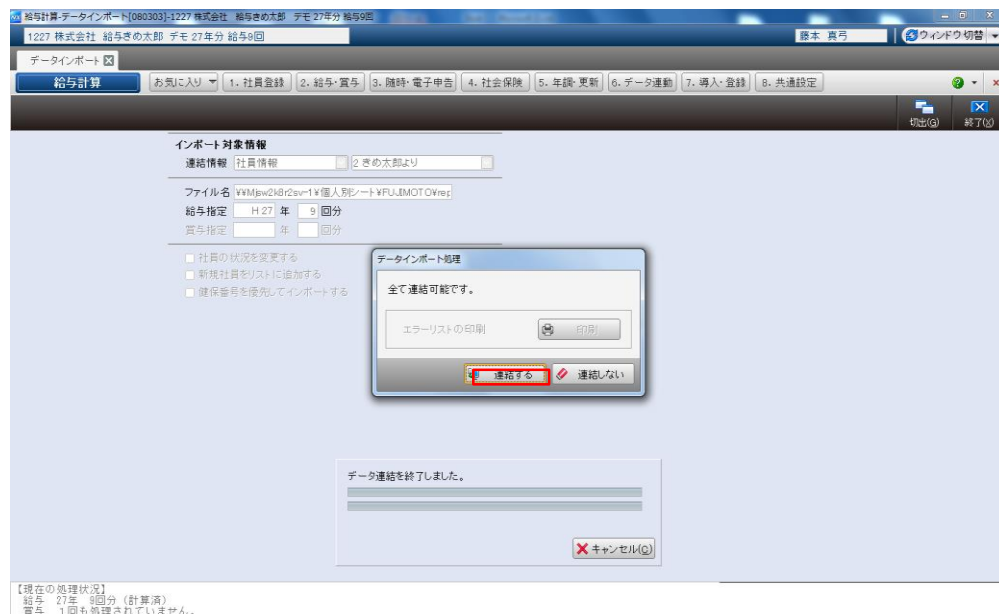 給与計算-データインポート[080303]-1227 株式会社 給与きめ太郎 デモ 27年分 給与9回
1227 株式会社 給与きめ太郎 デモ 27年分 給与9回
藤本 真弓
ウィンドウ切替
データインポート
給与計算
お気に入り
1. 社員登録
2. 給与・賞与
3. 随時・電子申告
4. 社会保険
5. 年調・更新
6. データ連動
7. 導入・登録
8. 共通設定
切出(G)
終了(X)
インポート対象情報
連結情報 社員情報 2 きめ太郎より
ファイル名 ¥¥Mjsw2k8r2sv-1¥個人別シート¥FUJIMOTO¥rep
給与指定 H 27 年 9 回分
賞与指定 年 回分
社員の状況を変更する
新規社員をリストに追加する
健保番号を優先してインポートする
データインポート処理
全て連結可能です。
エラーリストの印刷 印刷
連結する
連結しない
データ連結を終了しました。
キャンセル(C)
【現在の処理状況】
給与 27年 9回分 (計算済)
賞与 1回も処理されていません。